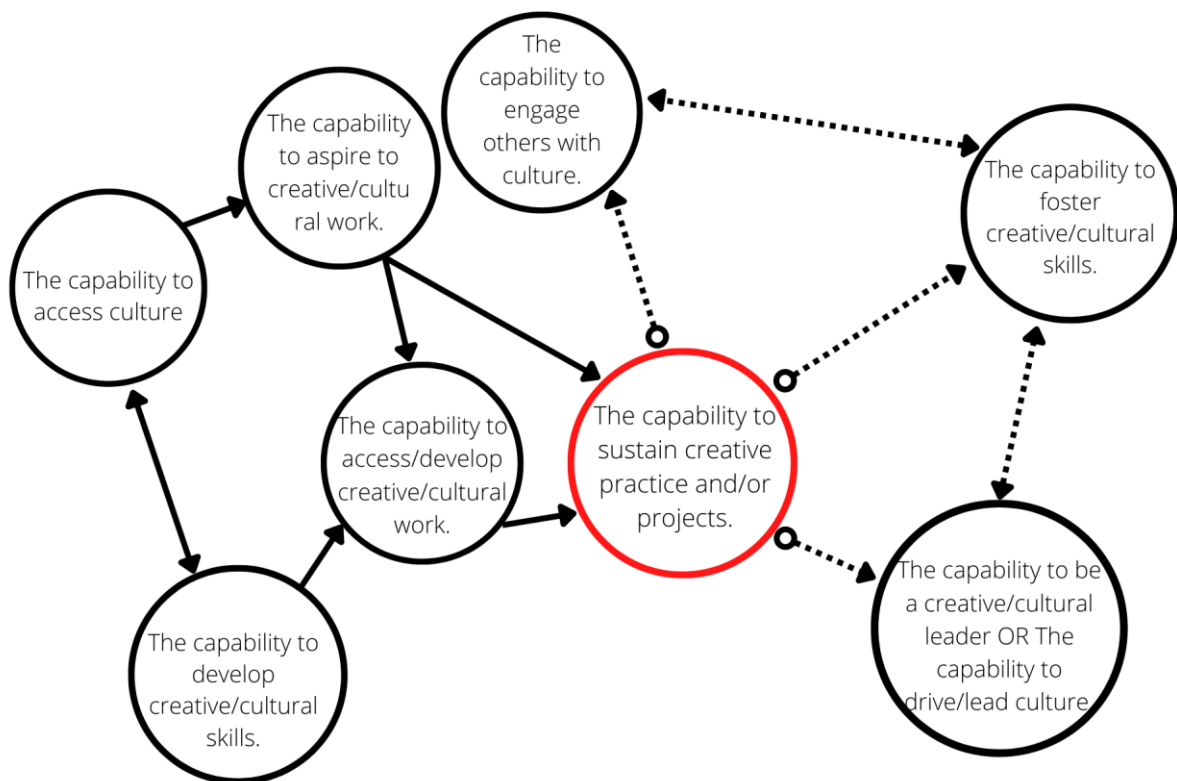 The capability to
access culture
The capability
to aspire to
creative/cultu
ral work.
The
capability to
engage
others with
culture.
The capability to
foster
creative/cultural
skills.
The capability to
access/develop
creative/cultural
work.
The capability to
sustain creative
practice and/or
projects.
The capability to
develop
creative/cultural
skills.
The capability to be
a creative/cultural
leader OR The
capability to
drive/lead culture.